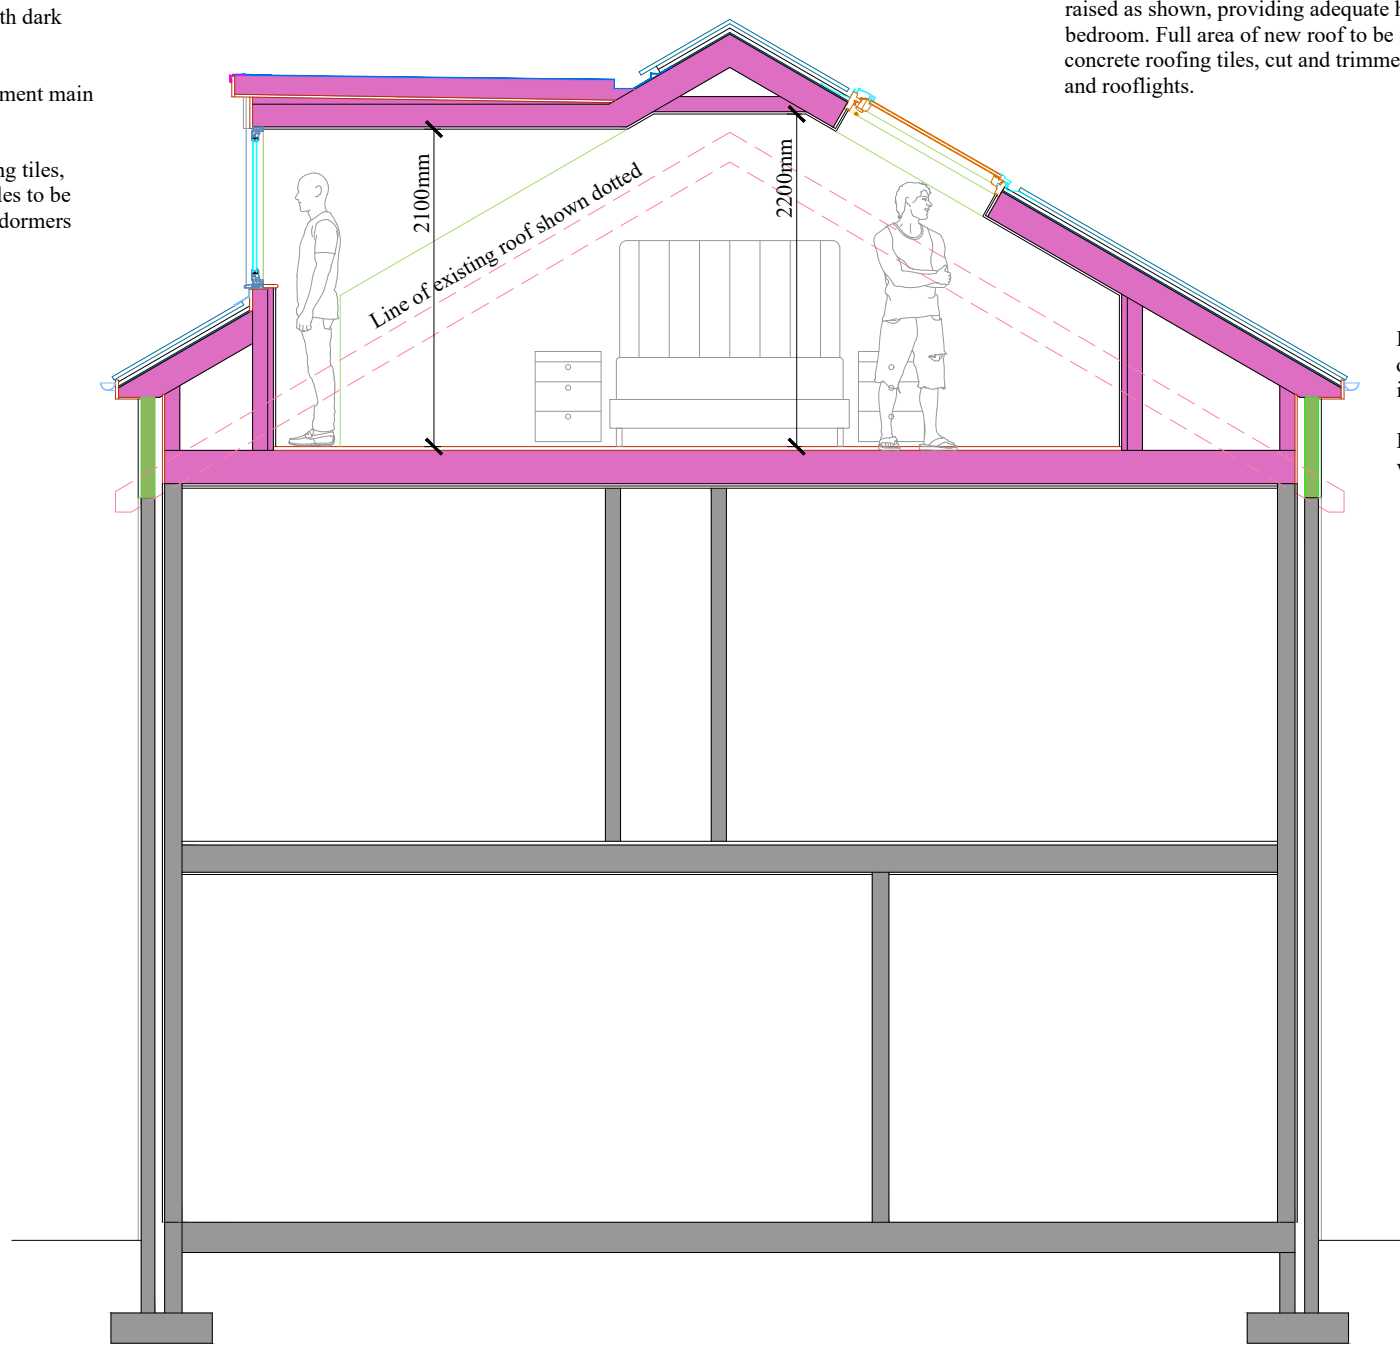 th dark
ment main
ng tiles,
les to be
dormers
raised as shown, providing adequate h
bedroom. Full area of new roof to be
concrete roofing tiles, cut and trimme
and rooflights.
2100mm
Line of existing roof shown dotted
2200mm